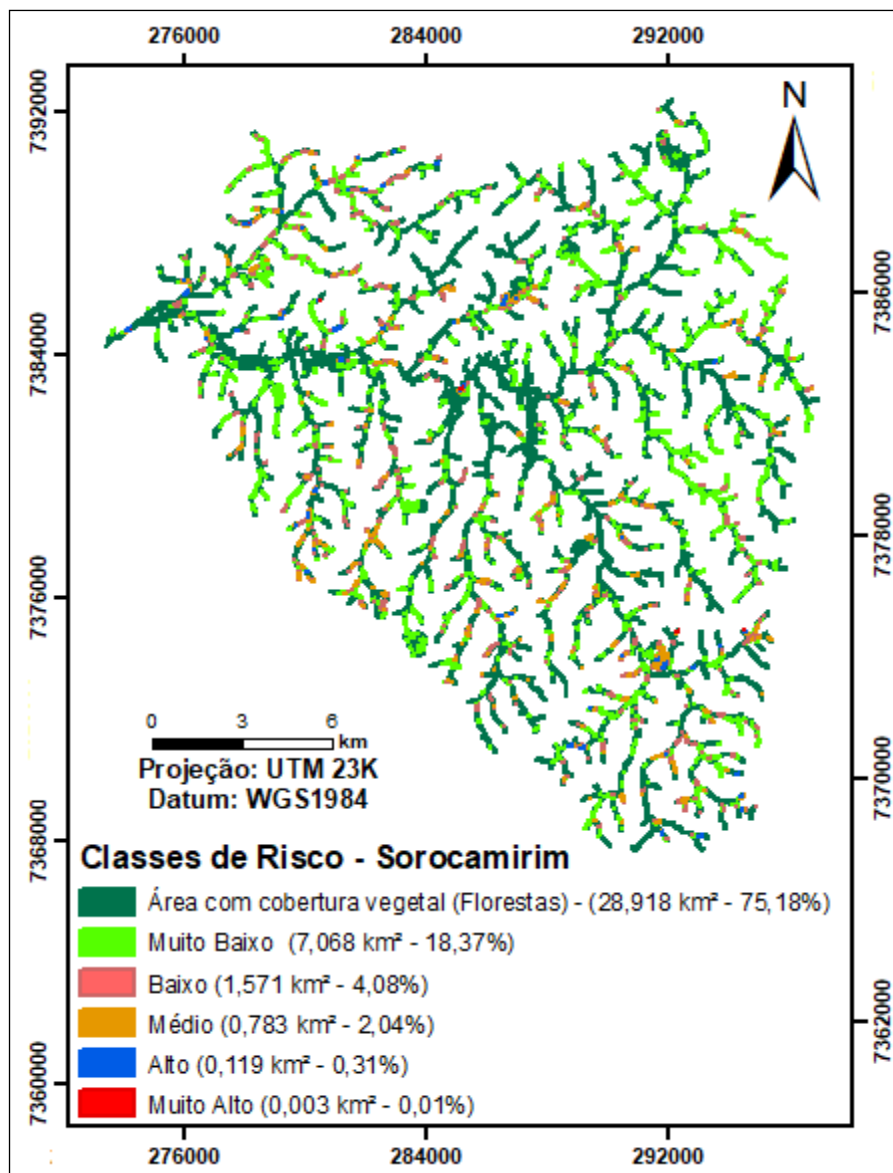 276000 284000 292000
7392000
7384000
7376000
7368000
7360000
7386000
7378000
7370000
7362000
N
0 3 6
km
Projeção: UTM 23K
Datum: WGS1984
Classes de Risco - Sorocamirim
Área com cobertura vegetal (Florestas) - (28,918 km² - 75,18%)
Muito Baixo (7,068 km² - 18,37%)
Baixo (1,571 km² - 4,08%)
Médio (0,783 km² - 2,04%)
Alto (0,119 km² - 0,31%)
Muito Alto (0,003 km² - 0,01%)
276000 284000 292000